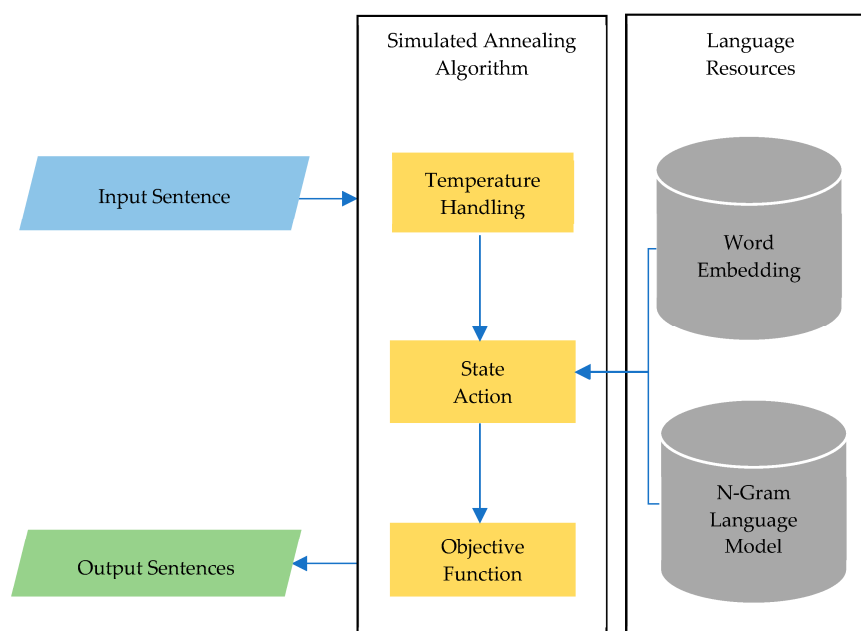 Simulated Annealing
Algorithm
Language
Resources
Input Sentence
Temperature
Handling
Word
Embedding
State
Action
N-Gram
Language
Model
Output Sentences
Objective
Function